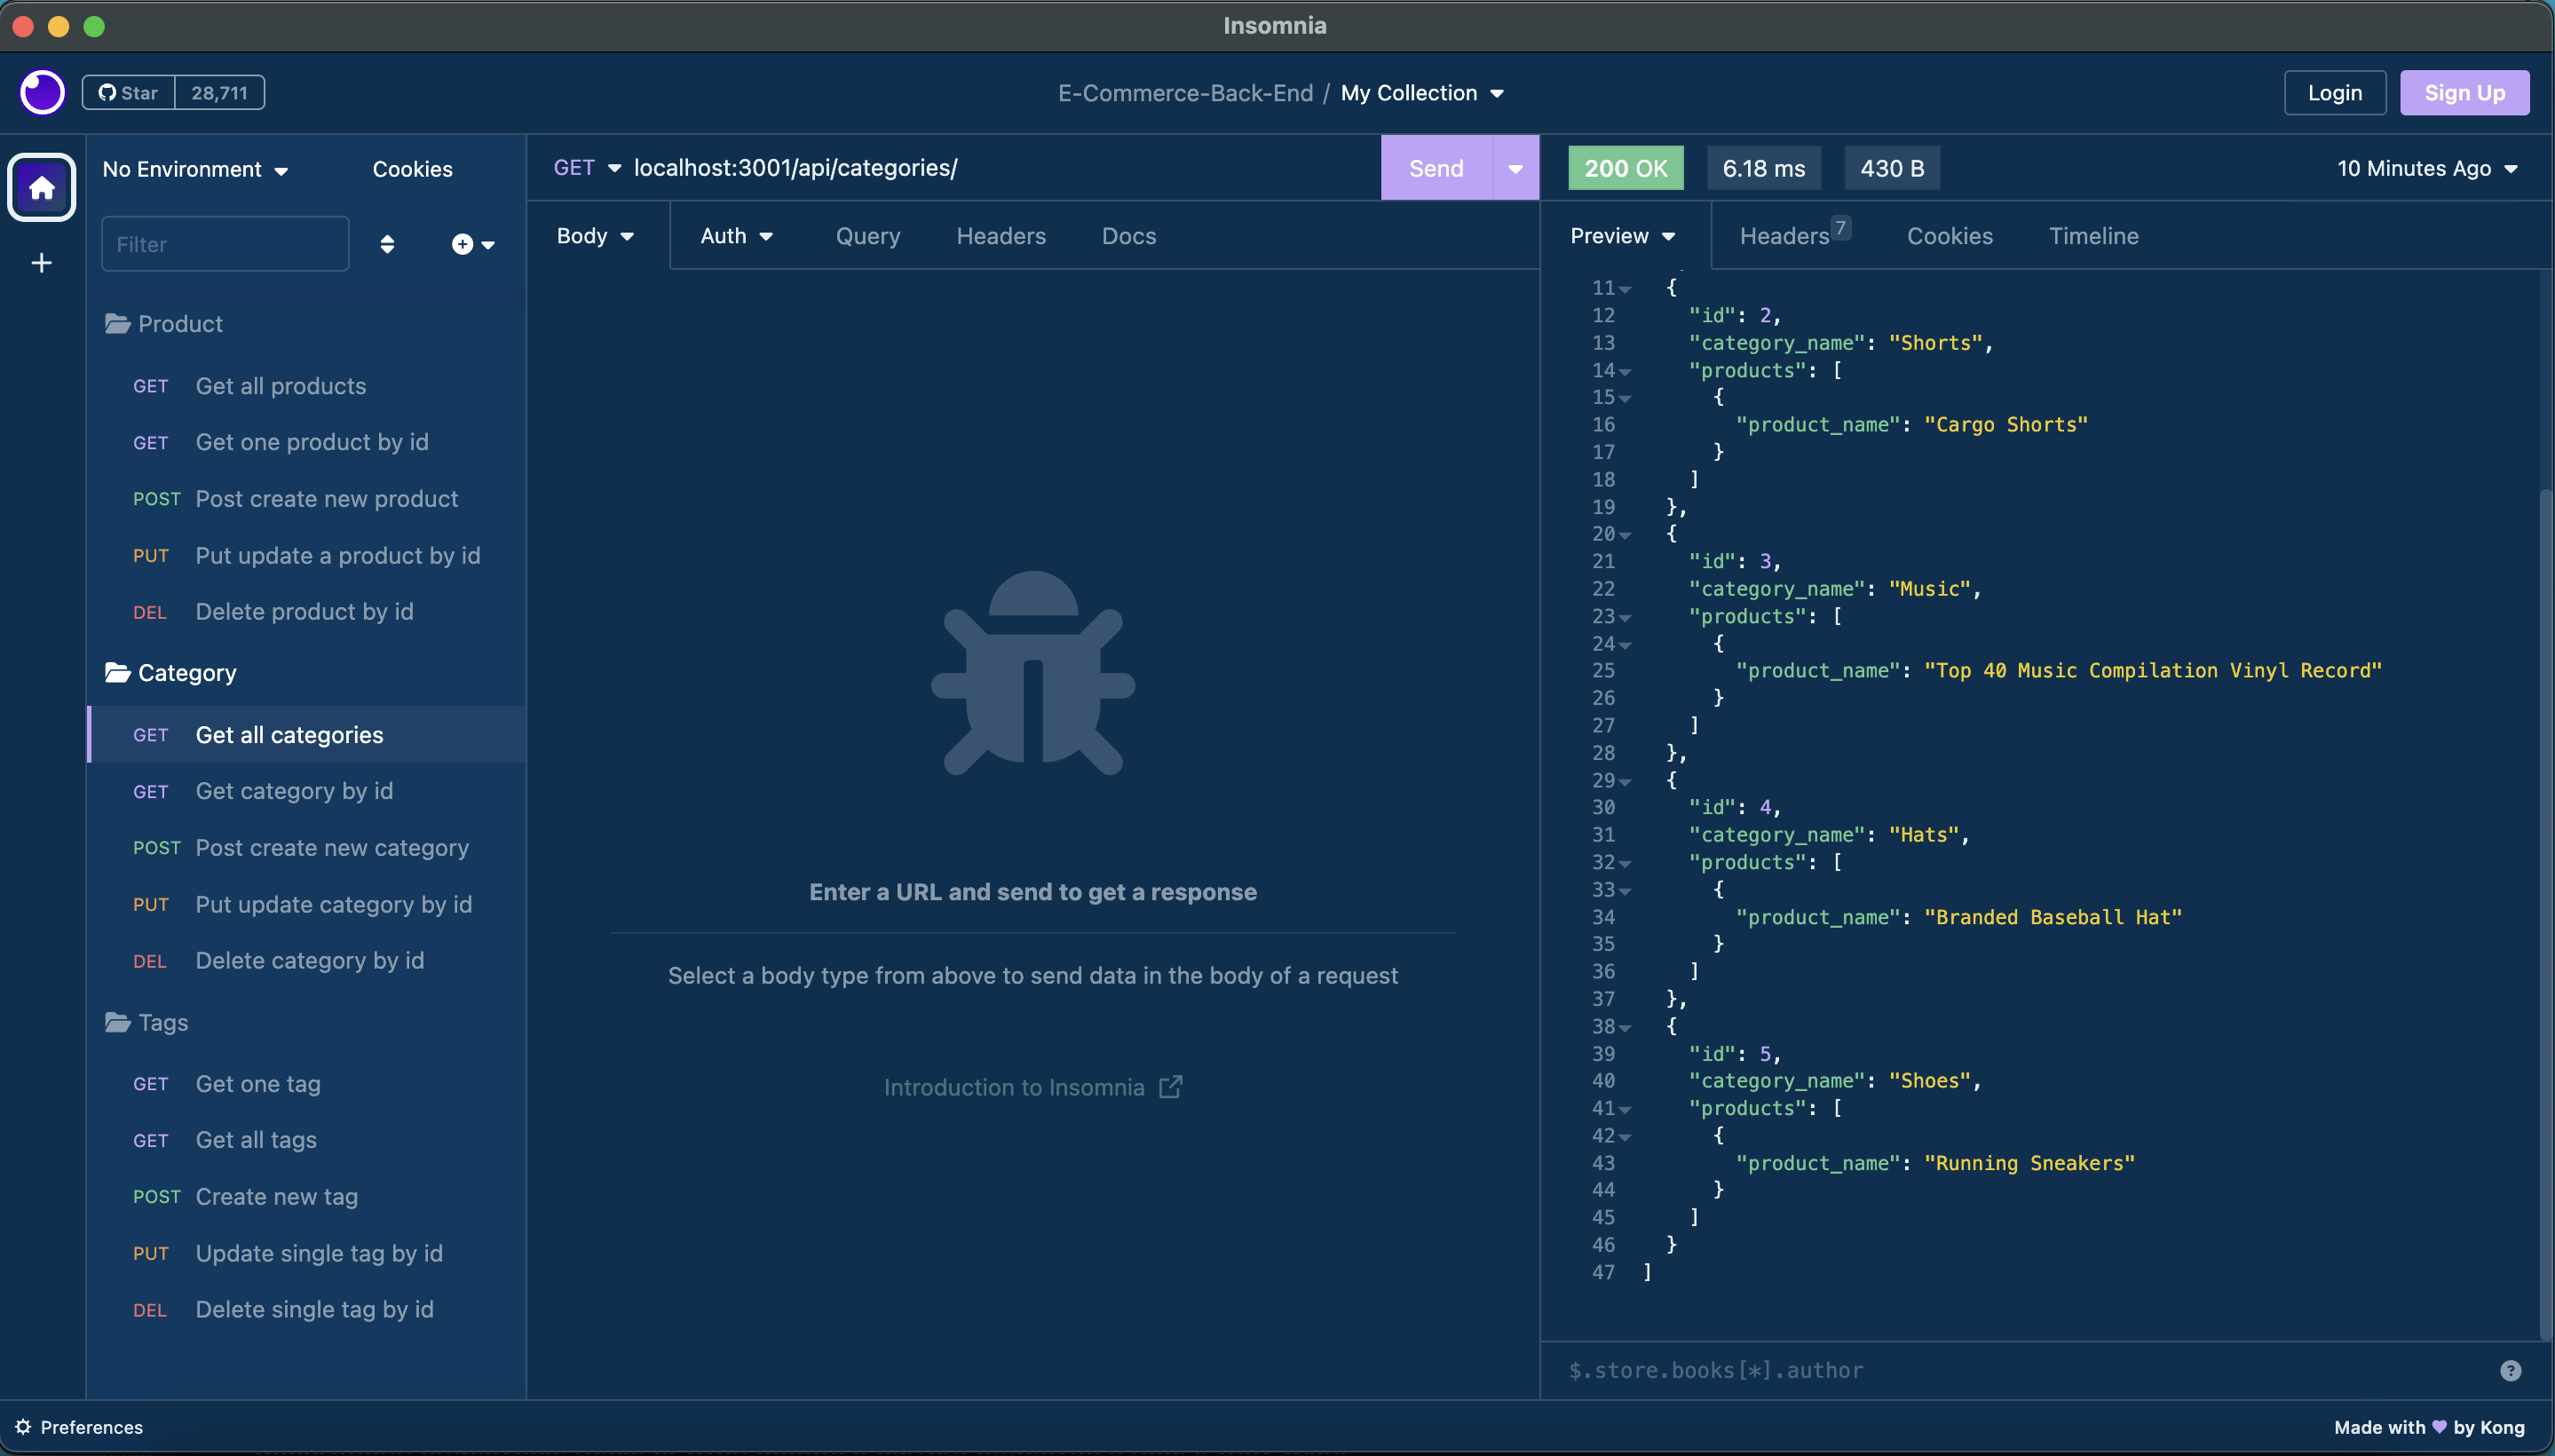 Insomnia
Star 28,711
E-Commerce-Back-End / My Collection
Login
Sign Up
No Environment
Cookies
Filter
Product
GET Get all products
GET Get one product by id
POST Post create new product
PUT Put update a product by id
DEL Delete product by id
Category
GET Get all categories
GET Get category by id
POST Post create new category
PUT Put update category by id
DEL Delete category by id
Tags
GET Get one tag
GET Get all tags
POST Create new tag
PUT Update single tag by id
DEL Delete single tag by id
GET localhost:3001/api/categories/
Send
Body Auth Query Headers Docs
Enter a URL and send to get a response
Select a body type from above to send data in the body of a request
Introduction to Insomnia
200 OK 6.18 ms 430 B 10 Minutes Ago
Preview Headers 7 Cookies Timeline
11 {
12 "id": 2,
13 "category_name": "Shorts",
14 "products": [
15 {
16 "product_name": "Cargo Shorts"
17 }
18 ]
19 },
20 {
21 "id": 3,
22 "category_name": "Music",
23 "products": [
24 {
25 "product_name": "Top 40 Music Compilation Vinyl Record"
26 }
27 ]
28 },
29 {
30 "id": 4,
31 "category_name": "Hats",
32 "products": [
33 {
34 "product_name": "Branded Baseball Hat"
35 }
36 ]
37 },
38 {
39 "id": 5,
40 "category_name": "Shoes",
41 "products": [
42 {
43 "product_name": "Running Sneakers"
44 }
45 ]
46 }
47 ]
$.store.books[*].author
?
Preferences
Made with 💜 by Kong